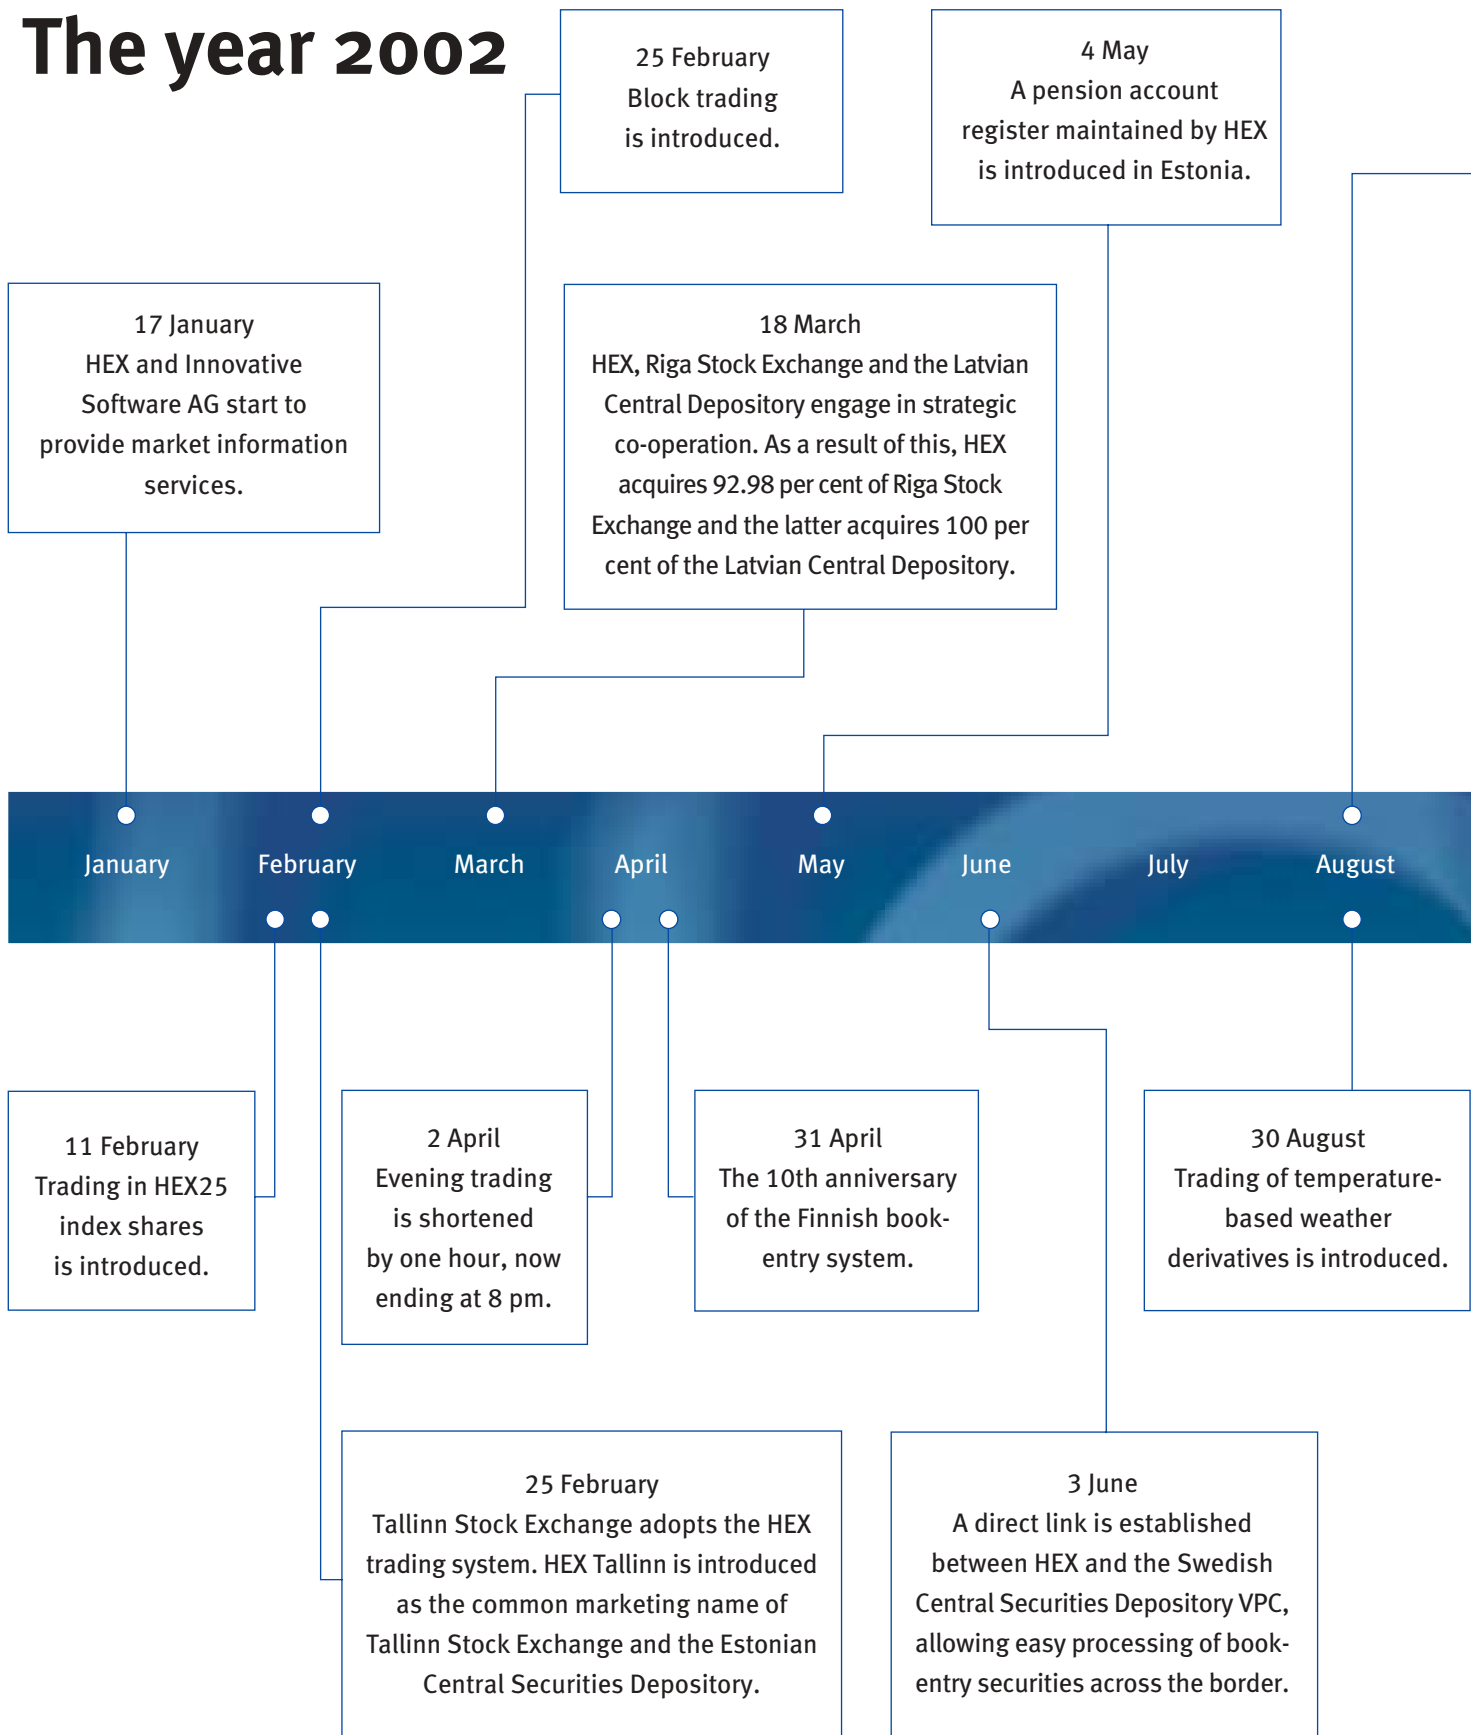 The year 2002
25 February
Block trading
is introduced.
4 May
A pension account
register maintained by HEX
is introduced in Estonia.
17 January
HEX and Innovative
Software AG start to
provide market information
services.
18 March
HEX, Riga Stock Exchange and the Latvian
Central Depository engage in strategic
co-operation. As a result of this, HEX
acquires 92.98 per cent of Riga Stock
Exchange and the latter acquires 100 per
cent of the Latvian Central Depository.
January February March April May June July August
11 February
Trading in HEX25
index shares
is introduced.
2 April
Evening trading
is shortened
by one hour, now
ending at 8 pm.
31 April
The 10th anniversary
of the Finnish book-
entry system.
30 August
Trading of temperature-
based weather
derivatives is introduced.
25 February
Tallinn Stock Exchange adopts the HEX
trading system. HEX Tallinn is introduced
as the common marketing name of
Tallinn Stock Exchange and the Estonian
Central Securities Depository.
3 June
A direct link is established
between HEX and the Swedish
Central Securities Depository VPC,
allowing easy processing of book-
entry securities across the border.